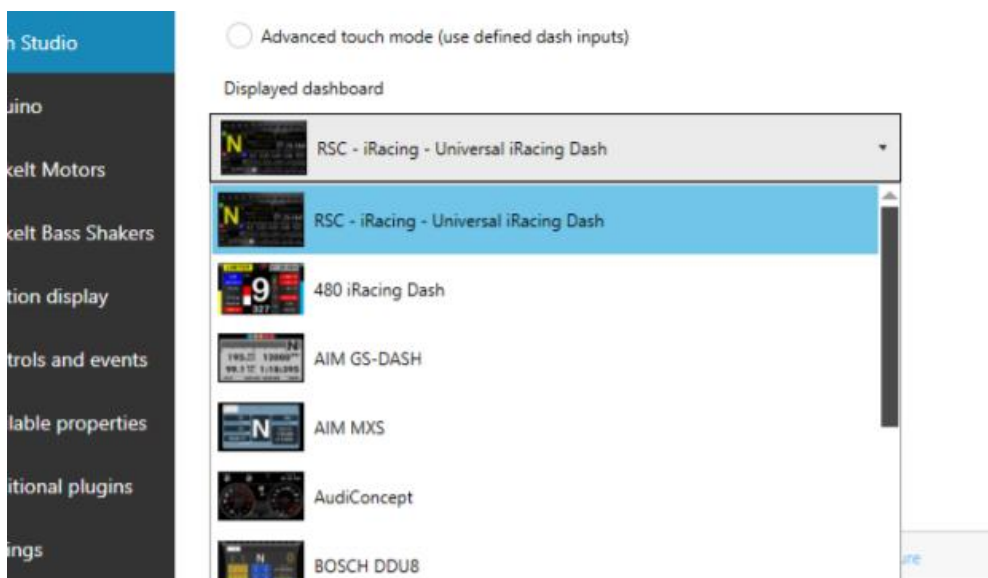 h Studio
Advanced touch mode (use defined dash inputs)
Displayed dashboard
uino
N
RSC - iRacing - Universal iRacing Dash
kelt Motors
N
RSC - iRacing - Universal iRacing Dash
kelt Bass Shakers
tion display
9
327
480 iRacing Dash
trols and events
N
AIM GS-DASH
lable properties
N
AIM MXS
itional plugins
AudiConcept
ings
N
BOSCH DDU8
ure